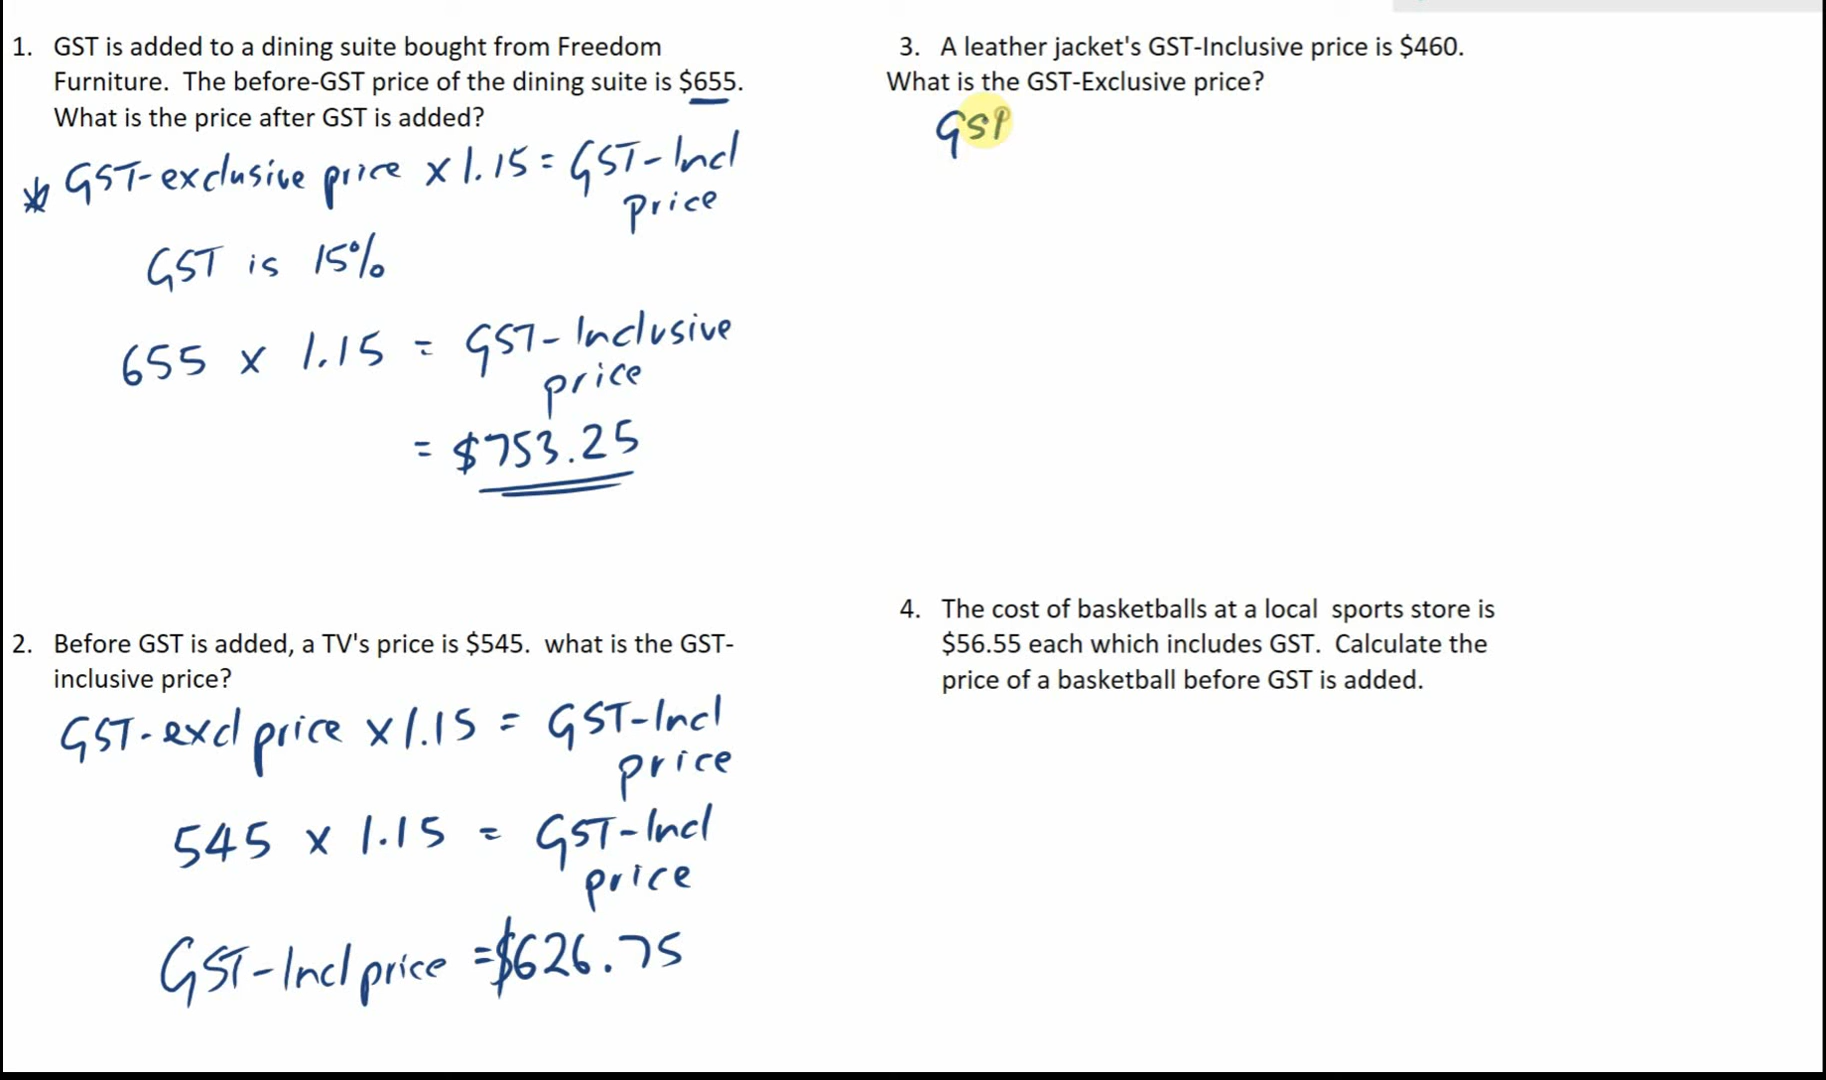 1. GST is added to a dining suite bought from Freedom
Furniture. The before-GST price of the dining suite is $655.
What is the price after GST is added?
* GST-exclusive price x 1.15 = GST-Incl
price
GST is 15%
655 x 1.15 = GST-Inclusive
price
= $753.25
2. Before GST is added, a TV's price is $545. what is the GST-
inclusive price?
GST-excl price x 1.15 = GST-Incl
price
545 x 1.15 = GST-Incl
price
GST-Incl price = $626.75
3. A leather jacket's GST-Inclusive price is $460.
What is the GST-Exclusive price?
GSP
4. The cost of basketballs at a local sports store is
$56.55 each which includes GST. Calculate the
price of a basketball before GST is added.